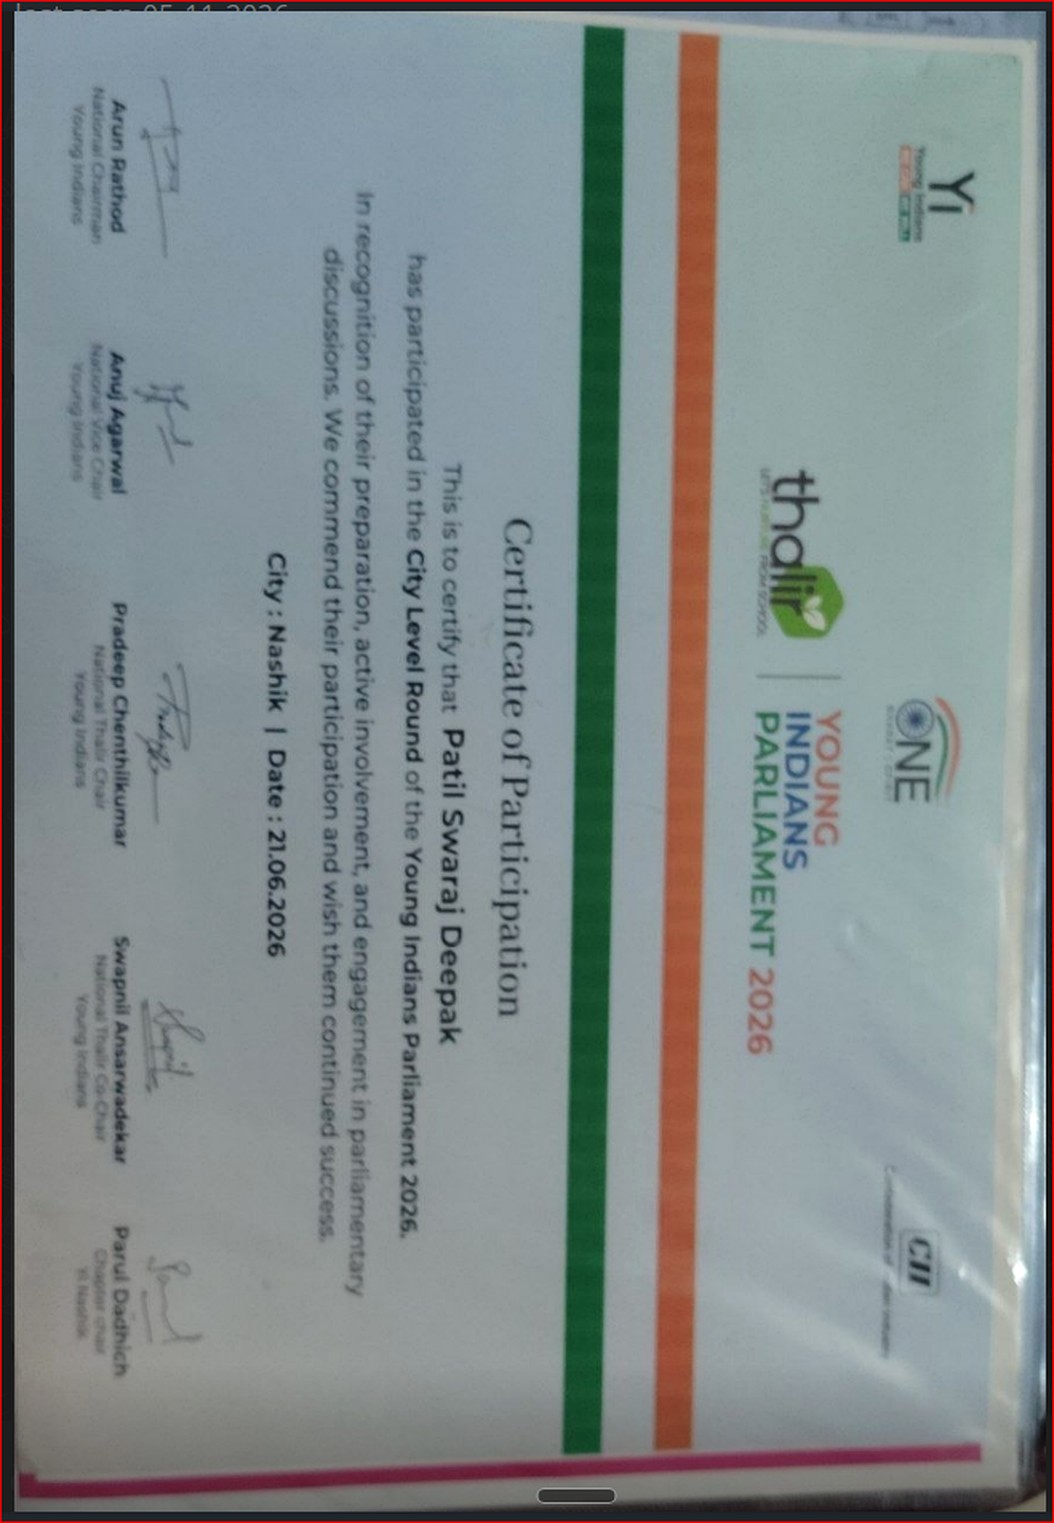 last seen 05-11-2026
Yi
Young Indians
ONE
CII
thalir
YOUNG
INDIANS
PARLIAMENT 2026
Certificate of Participation
This is to certify that Patil Swaraj Deepak
has participated in the City Level Round of the Young Indians Parliament 2026.
In recognition of their preparation, active involvement, and engagement in parliamentary
discussions. We commend their participation and wish them continued success.
City : Nashik | Date : 21.06.2026
Arun Rathod
National Chairman
Young Indians
Anuj Agarwal
National Vice Chair
Young Indians
Pradeep Chenthilkumar
National Thalir Chair
Young Indians
Swapnil Ansarwadekar
National Thalir Co-Chair
Young Indians
Parul Dadhich
Chapter chair
Yi Nashik